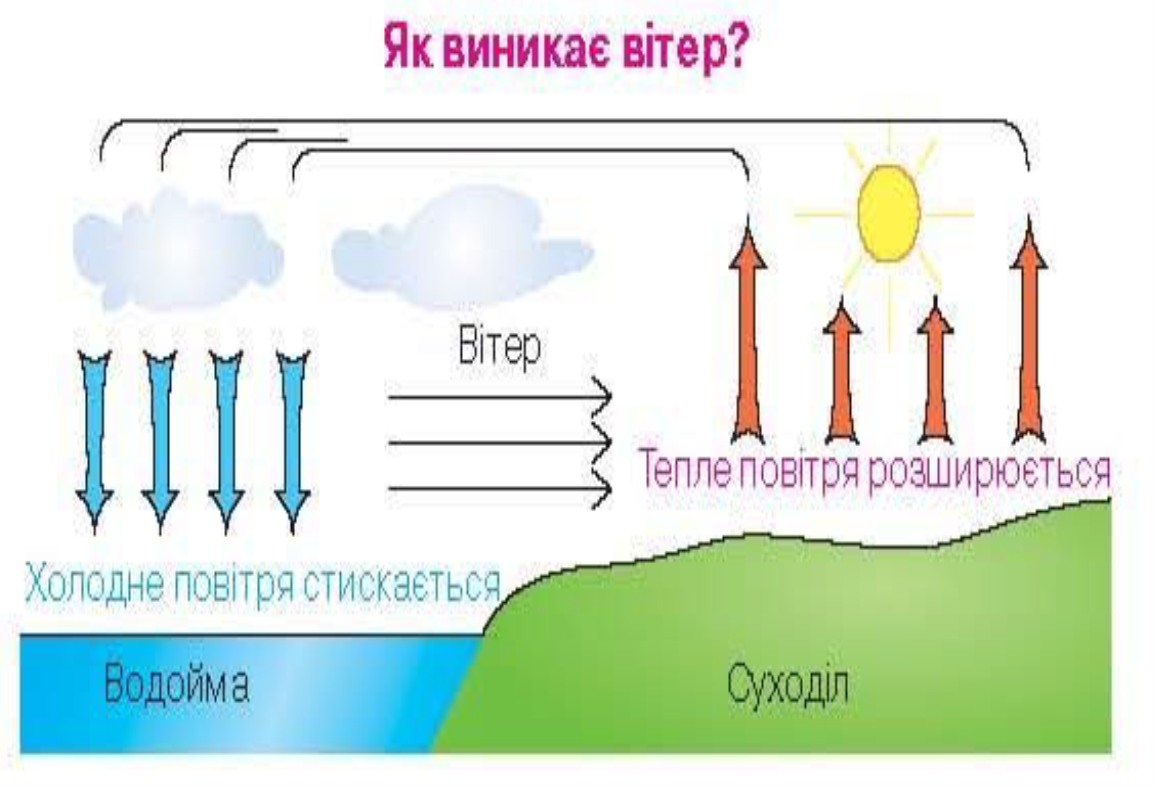 Як виникає вітер?
Вітер
Тепле повітря розширюється
Холодне повітря стискається
Водойма
Суходіл